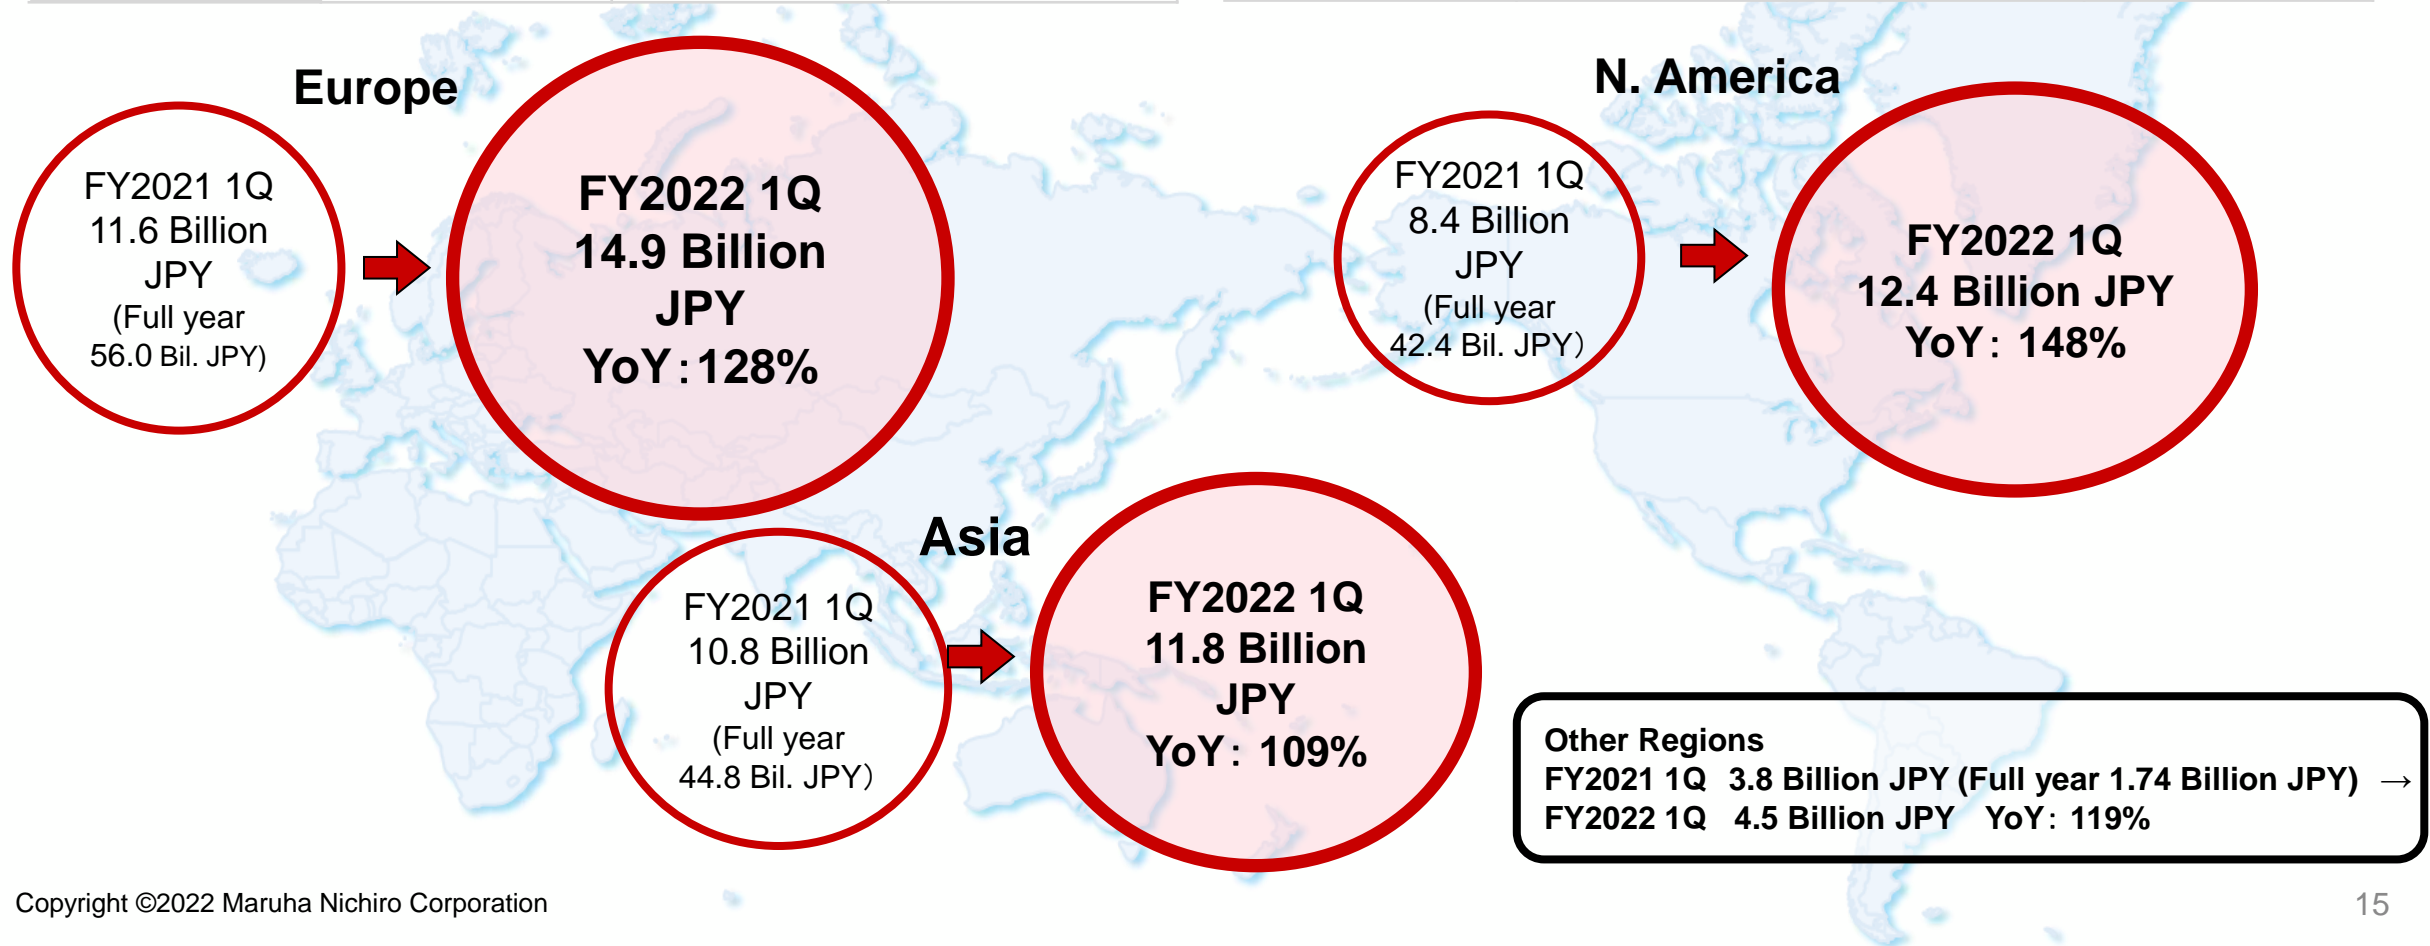 Europe
FY2021 1Q
11.6 Billion
JPY
(Full year
56.0 Bil. JPY)
FY2022 1Q
14.9 Billion
JPY
YoY：128%
N. America
FY2021 1Q
8.4 Billion
JPY
(Full year
42.4 Bil. JPY）
FY2022 1Q
12.4 Billion JPY
YoY： 148%
Asia
FY2021 1Q
10.8 Billion
JPY
(Full year
44.8 Bil. JPY）
FY2022 1Q
11.8 Billion
JPY
YoY： 109%
Other Regions
FY2021 1Q 3.8 Billion JPY (Full year 1.74 Billion JPY) →
FY2022 1Q 4.5 Billion JPY YoY： 119%
Copyright ©2022 Maruha Nichiro Corporation
15